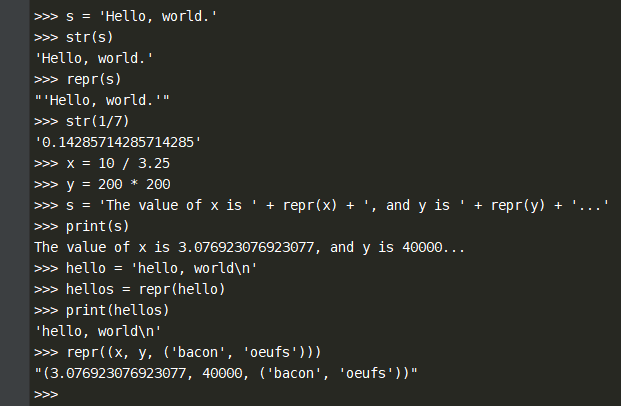 >>> s = 'Hello, world.'
>>> str(s)
'Hello, world.'
>>> repr(s)
"'Hello, world.'"
>>> str(1/7)
'0.14285714285714285'
>>> x = 10 / 3.25
>>> y = 200 * 200
>>> s = 'The value of x is ' + repr(x) + ', and y is ' + repr(y) + '...'
>>> print(s)
The value of x is 3.076923076923077, and y is 40000...
>>> hello = 'hello, world\n'
>>> hellos = repr(hello)
>>> print(hellos)
'hello, world\n'
>>> repr((x, y, ('bacon', 'oeufs')))
"(3.076923076923077, 40000, ('bacon', 'oeufs'))"
>>>